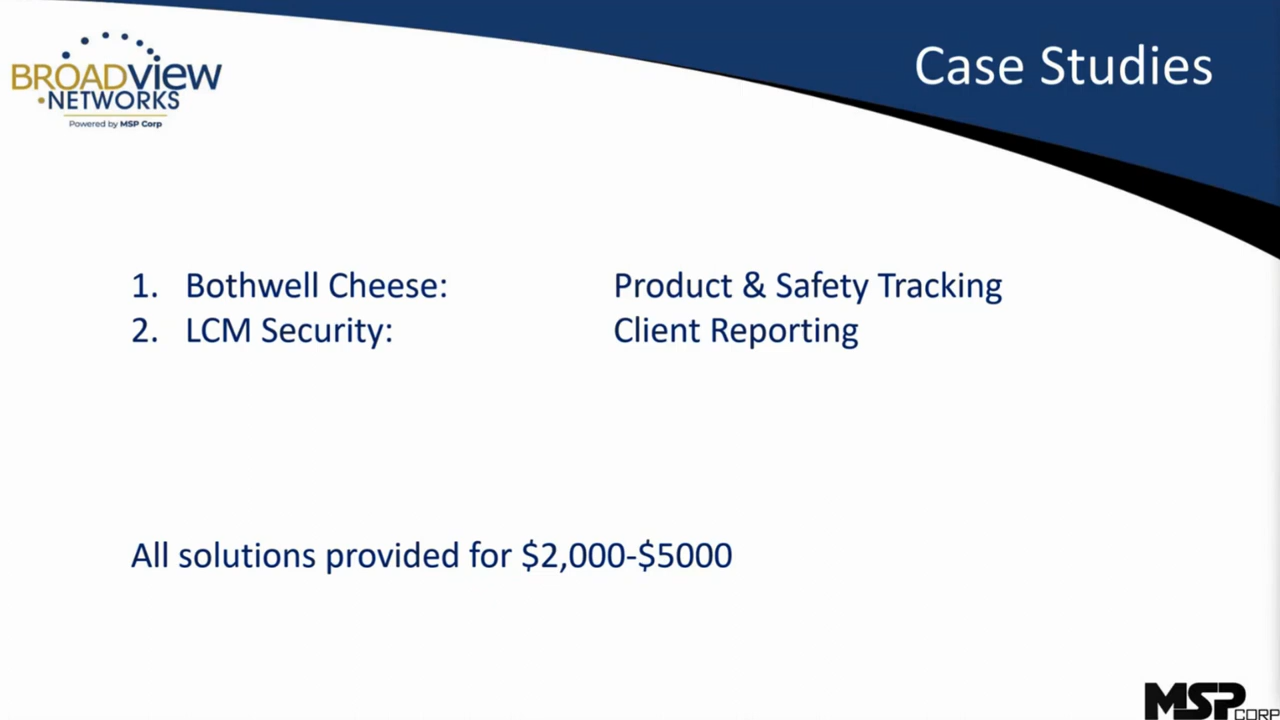 BROADVIEW
NETWORKS
Powered by MSP Corp
Case Studies
1. Bothwell Cheese: Product & Safety Tracking
2. LCM Security: Client Reporting
All solutions provided for $2,000-$5000
MSP
CORP